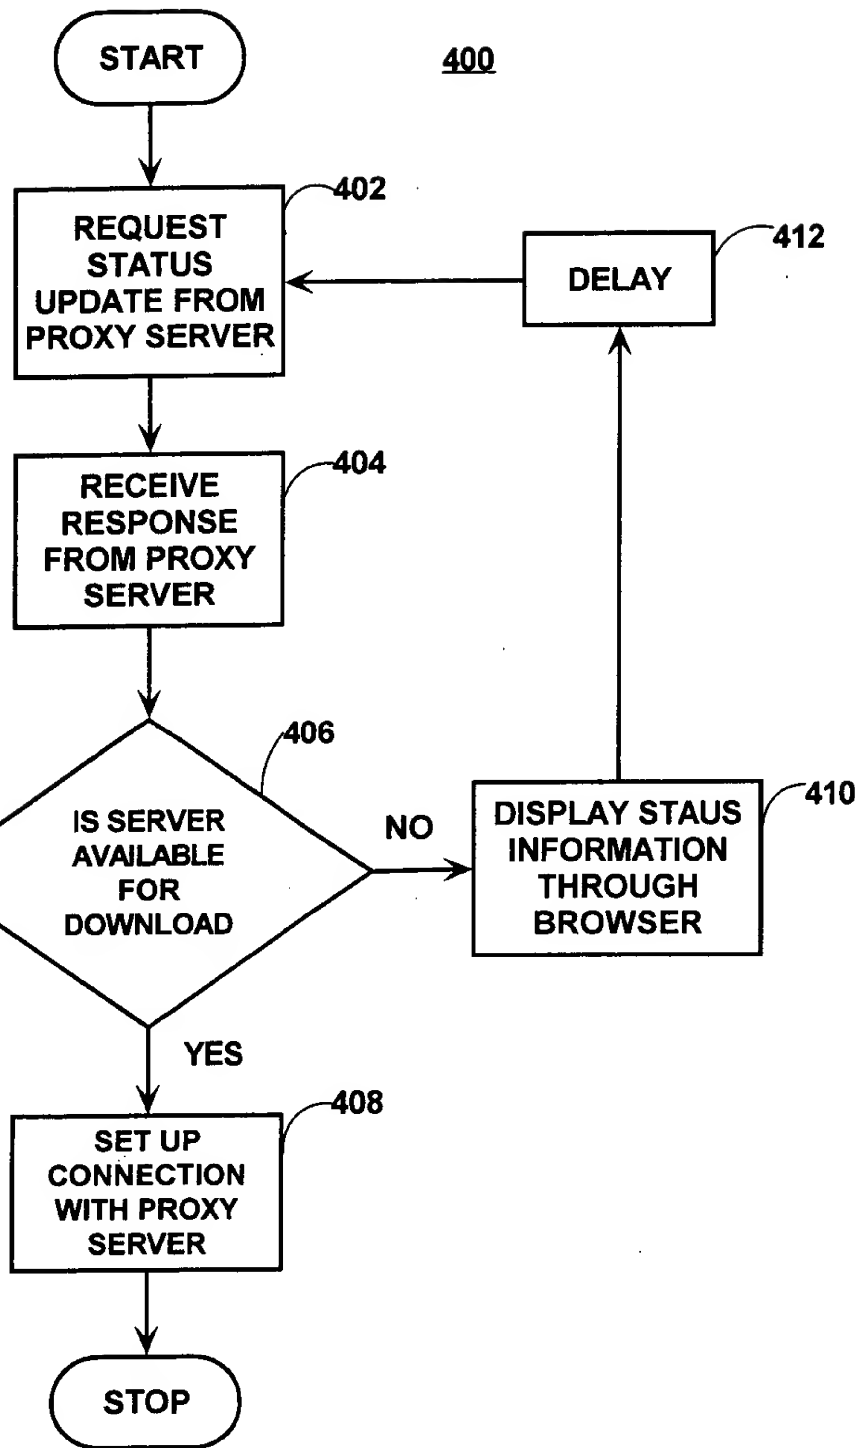 START
400
402
REQUEST
STATUS
UPDATE FROM
PROXY SERVER
412
DELAY
404
RECEIVE
RESPONSE
FROM PROXY
SERVER
406
IS SERVER
AVAILABLE
FOR
DOWNLOAD
NO
410
DISPLAY STAUS
INFORMATION
THROUGH
BROWSER
YES
408
SET UP
CONNECTION
WITH PROXY
SERVER
STOP